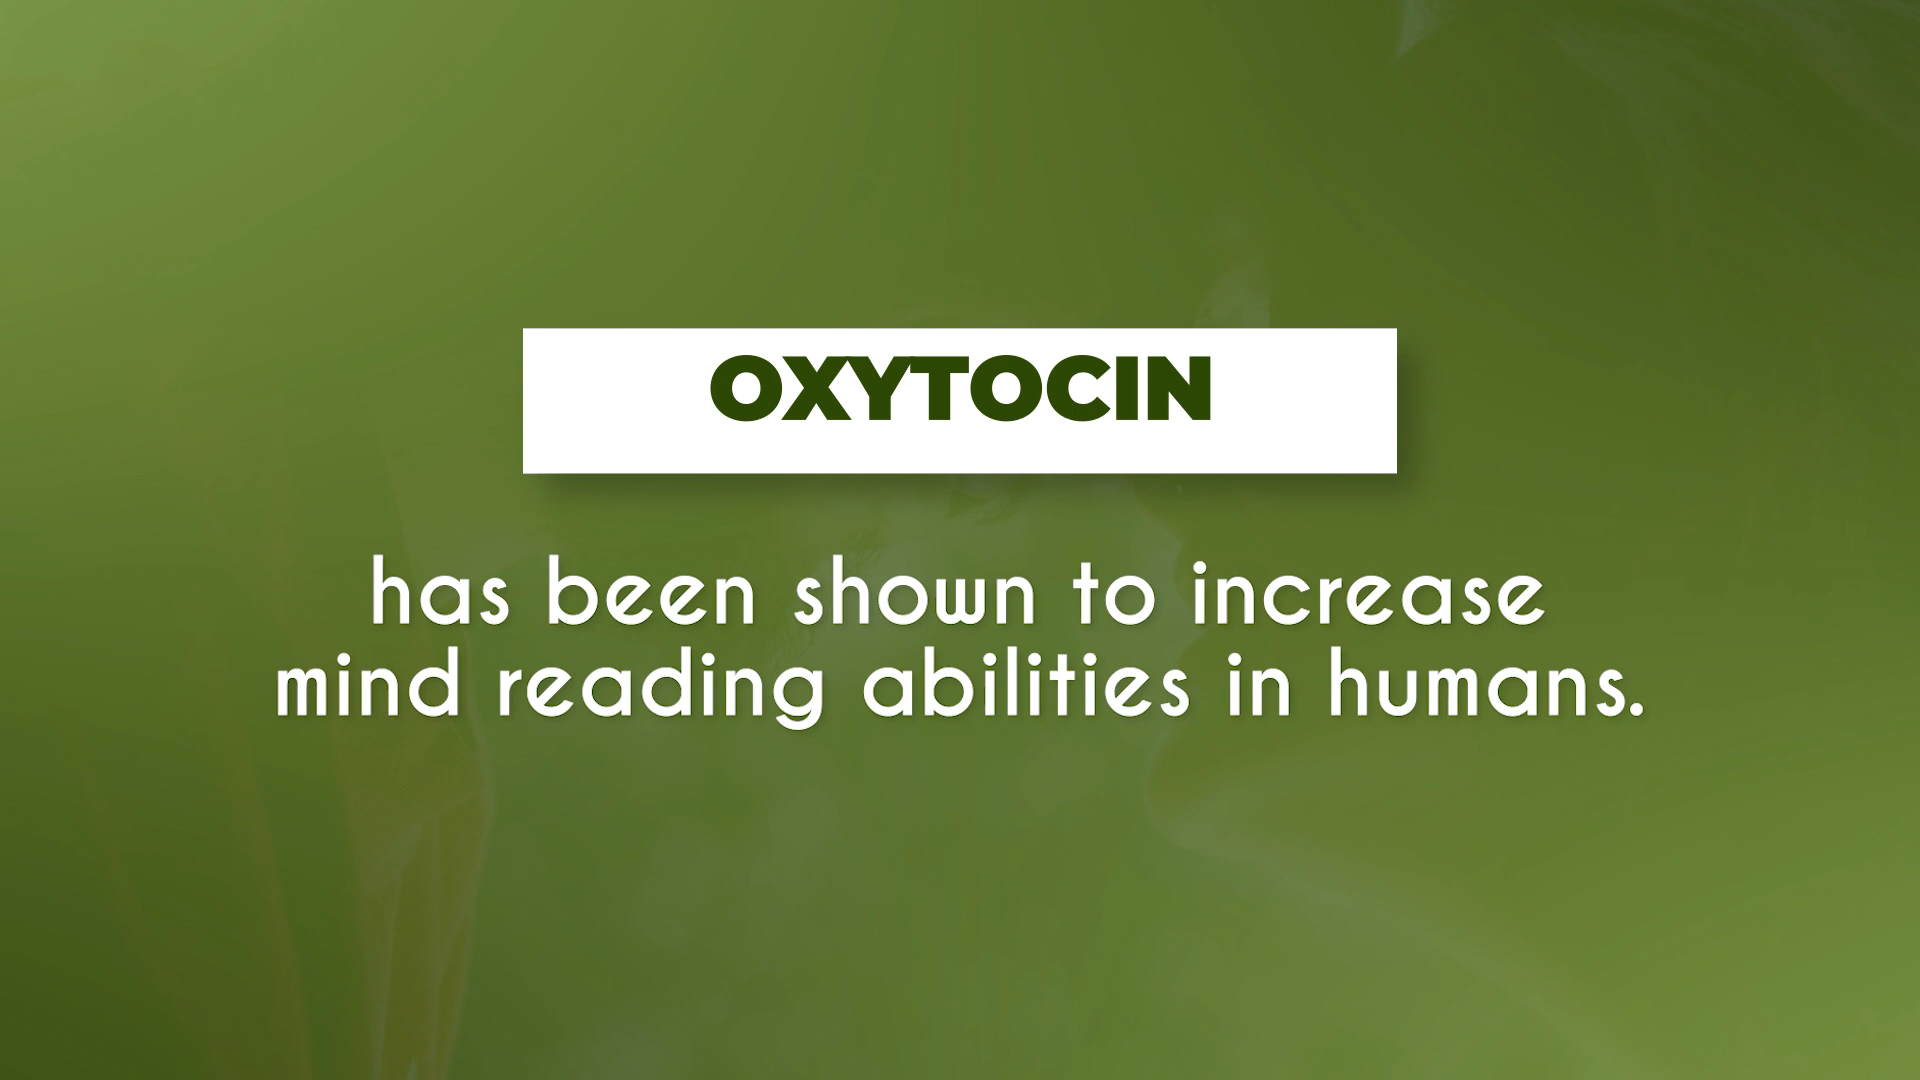 OXYTOCIN
has been shown to increase
mind reading abilities in humans.